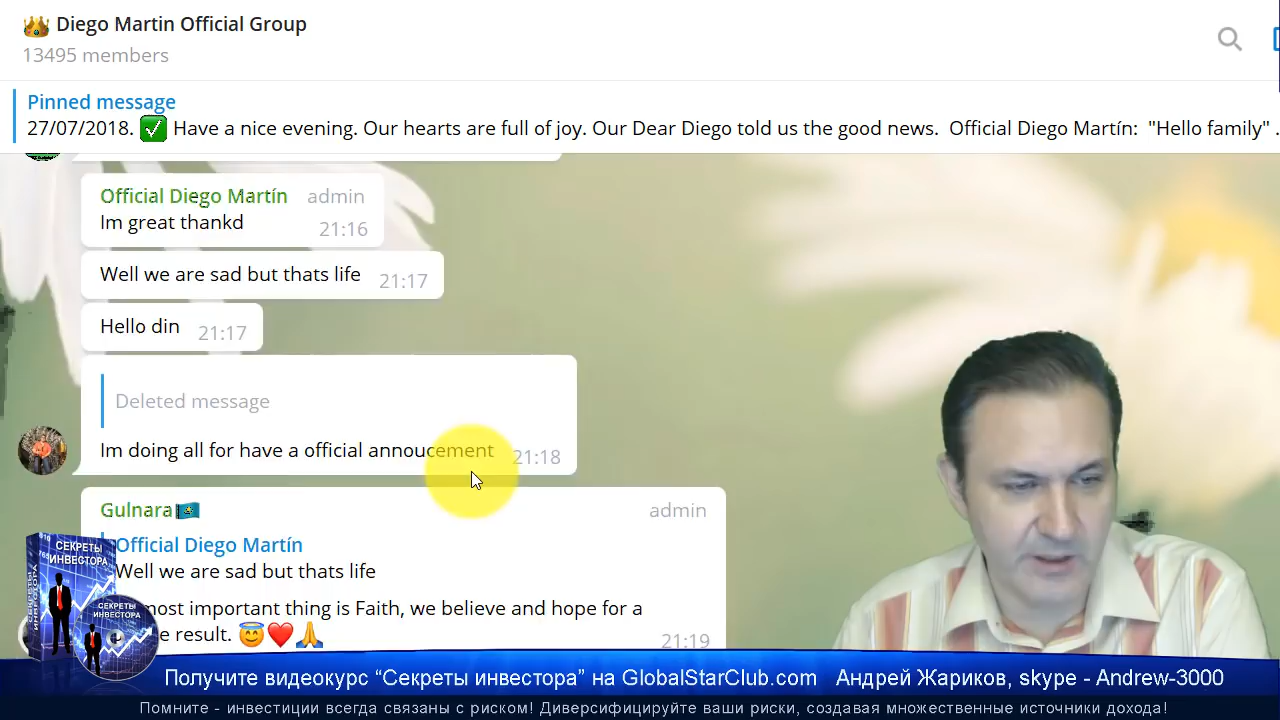 Diego Martin Official Group
13495 members
Pinned message
27/07/2018. ✅ Have a nice evening. Our hearts are full of joy. Our Dear Diego told us the good news. Official Diego Martín: "Hello family" .
Official Diego Martín admin
Im great thankd 21:16
Well we are sad but thats life 21:17
Hello din 21:17
Deleted message
Im doing all for have a official annoucement 21:18
Gulnara admin
Official Diego Martín
Well we are sad but thats life
most important thing is Faith, we believe and hope for a
result. 😇❤️🙏 21:19
СЕКРЕТЫ
ИНВЕСТОРА
СЕКРЕТЫ
ИНВЕСТОРА
Получите видеокурс “Секреты инвестора” на GlobalStarClub.com Андрей Жариков, skype - Andrew-3000
Помните - инвестиции всегда связаны с риском! Диверсифицируйте ваши риски, создавая множественные источники дохода!